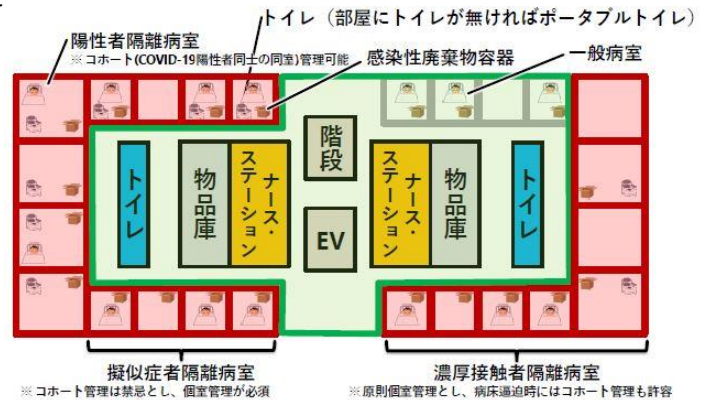 トイレ（部屋にトイレが無ければポータブルトイレ）
陽性者隔離病室
※コホート(COVID-19陽性者同士の同室)管理可能
感染性廃棄物容器
一般病室
トイレ
物品庫
ナース・ステーション
階段
EV
ナース・ステーション
物品庫
トイレ
擬似症者隔離病室
※コホート管理は禁忌とし、個室管理が必須
濃厚接触者隔離病室
※原則個室管理とし、病床逼迫時にはコホート管理も許容